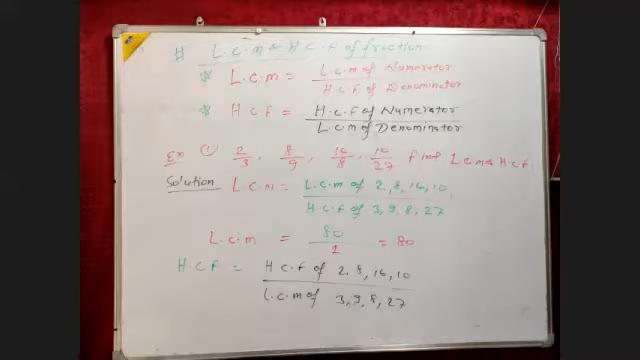 # L.C.M & H.C.F of fraction
* L.C.M = L.C.M of Numerator / H.C.F of Denominator
* H.C.F = H.C.F of Numerator / L.C.M of Denominator
Ex ① 2/3, 8/9, 10/8, 10/27 find L.C.M & H.C.F
Solution L.C.M = L.C.M of 2, 8, 16, 10 / H.C.F of 3, 9, 8, 27
L.C.M = 80 / 1 = 80
H.C.F = H.C.F of 2, 8, 16, 10 / L.C.M of 3, 9, 8, 27